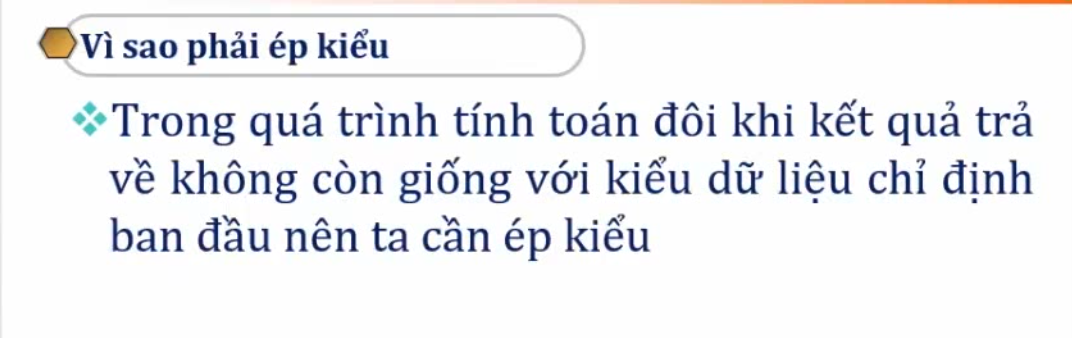 Vì sao phải ép kiểu
Trong quá trình tính toán đôi khi kết quả trả
về không còn giống với kiểu dữ liệu chỉ định
ban đầu nên ta cần ép kiểu